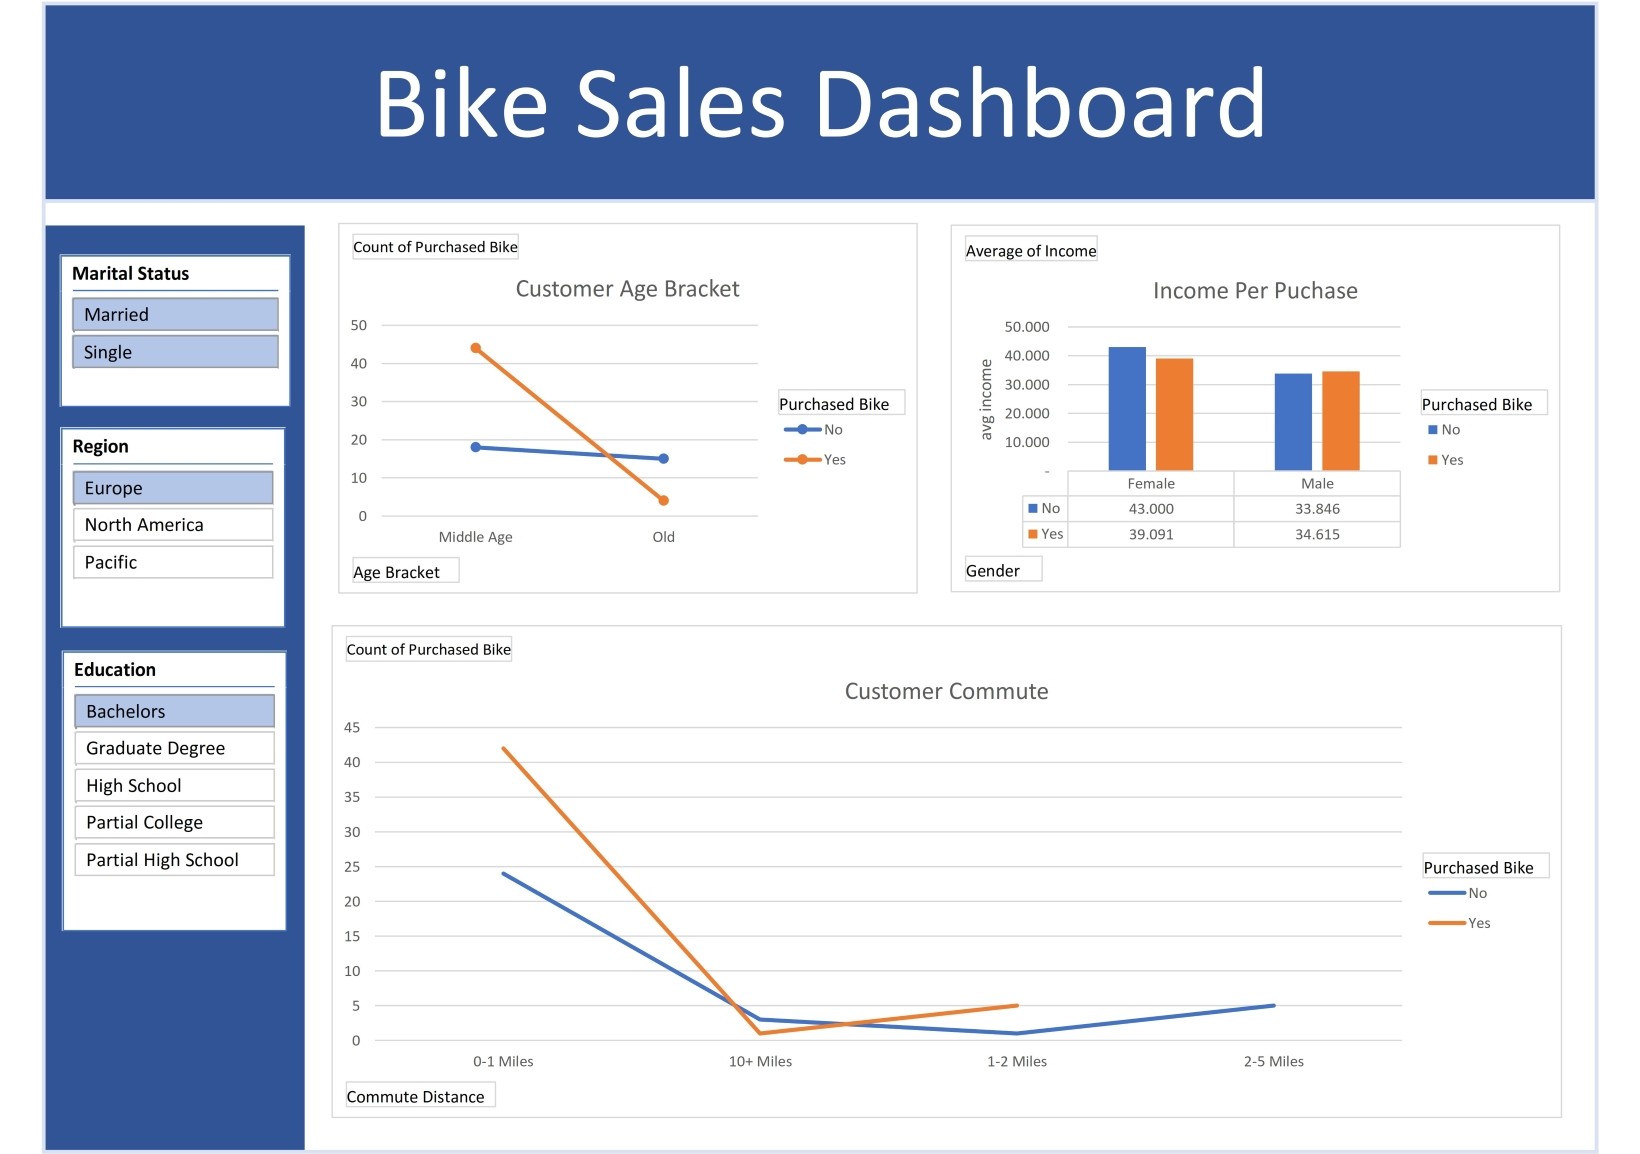 Bike Sales Dashboard
Marital Status
Married
Single
Region
Europe
North America
Pacific
Education
Bachelors
Graduate Degree
High School
Partial College
Partial High School
Count of Purchased Bike
Customer Age Bracket
50
40
30
20
10
0
Middle Age Old
Purchased Bike
No
Yes
Age Bracket
Average of Income
Income Per Puchase
avg income
50.000
40.000
30.000
20.000
10.000
-
Female Male
No 43.000 33.846
Yes 39.091 34.615
Purchased Bike
No
Yes
Gender
Count of Purchased Bike
Customer Commute
45
40
35
30
25
20
15
10
5
0
0-1 Miles 10+ Miles 1-2 Miles 2-5 Miles
Purchased Bike
No
Yes
Commute Distance